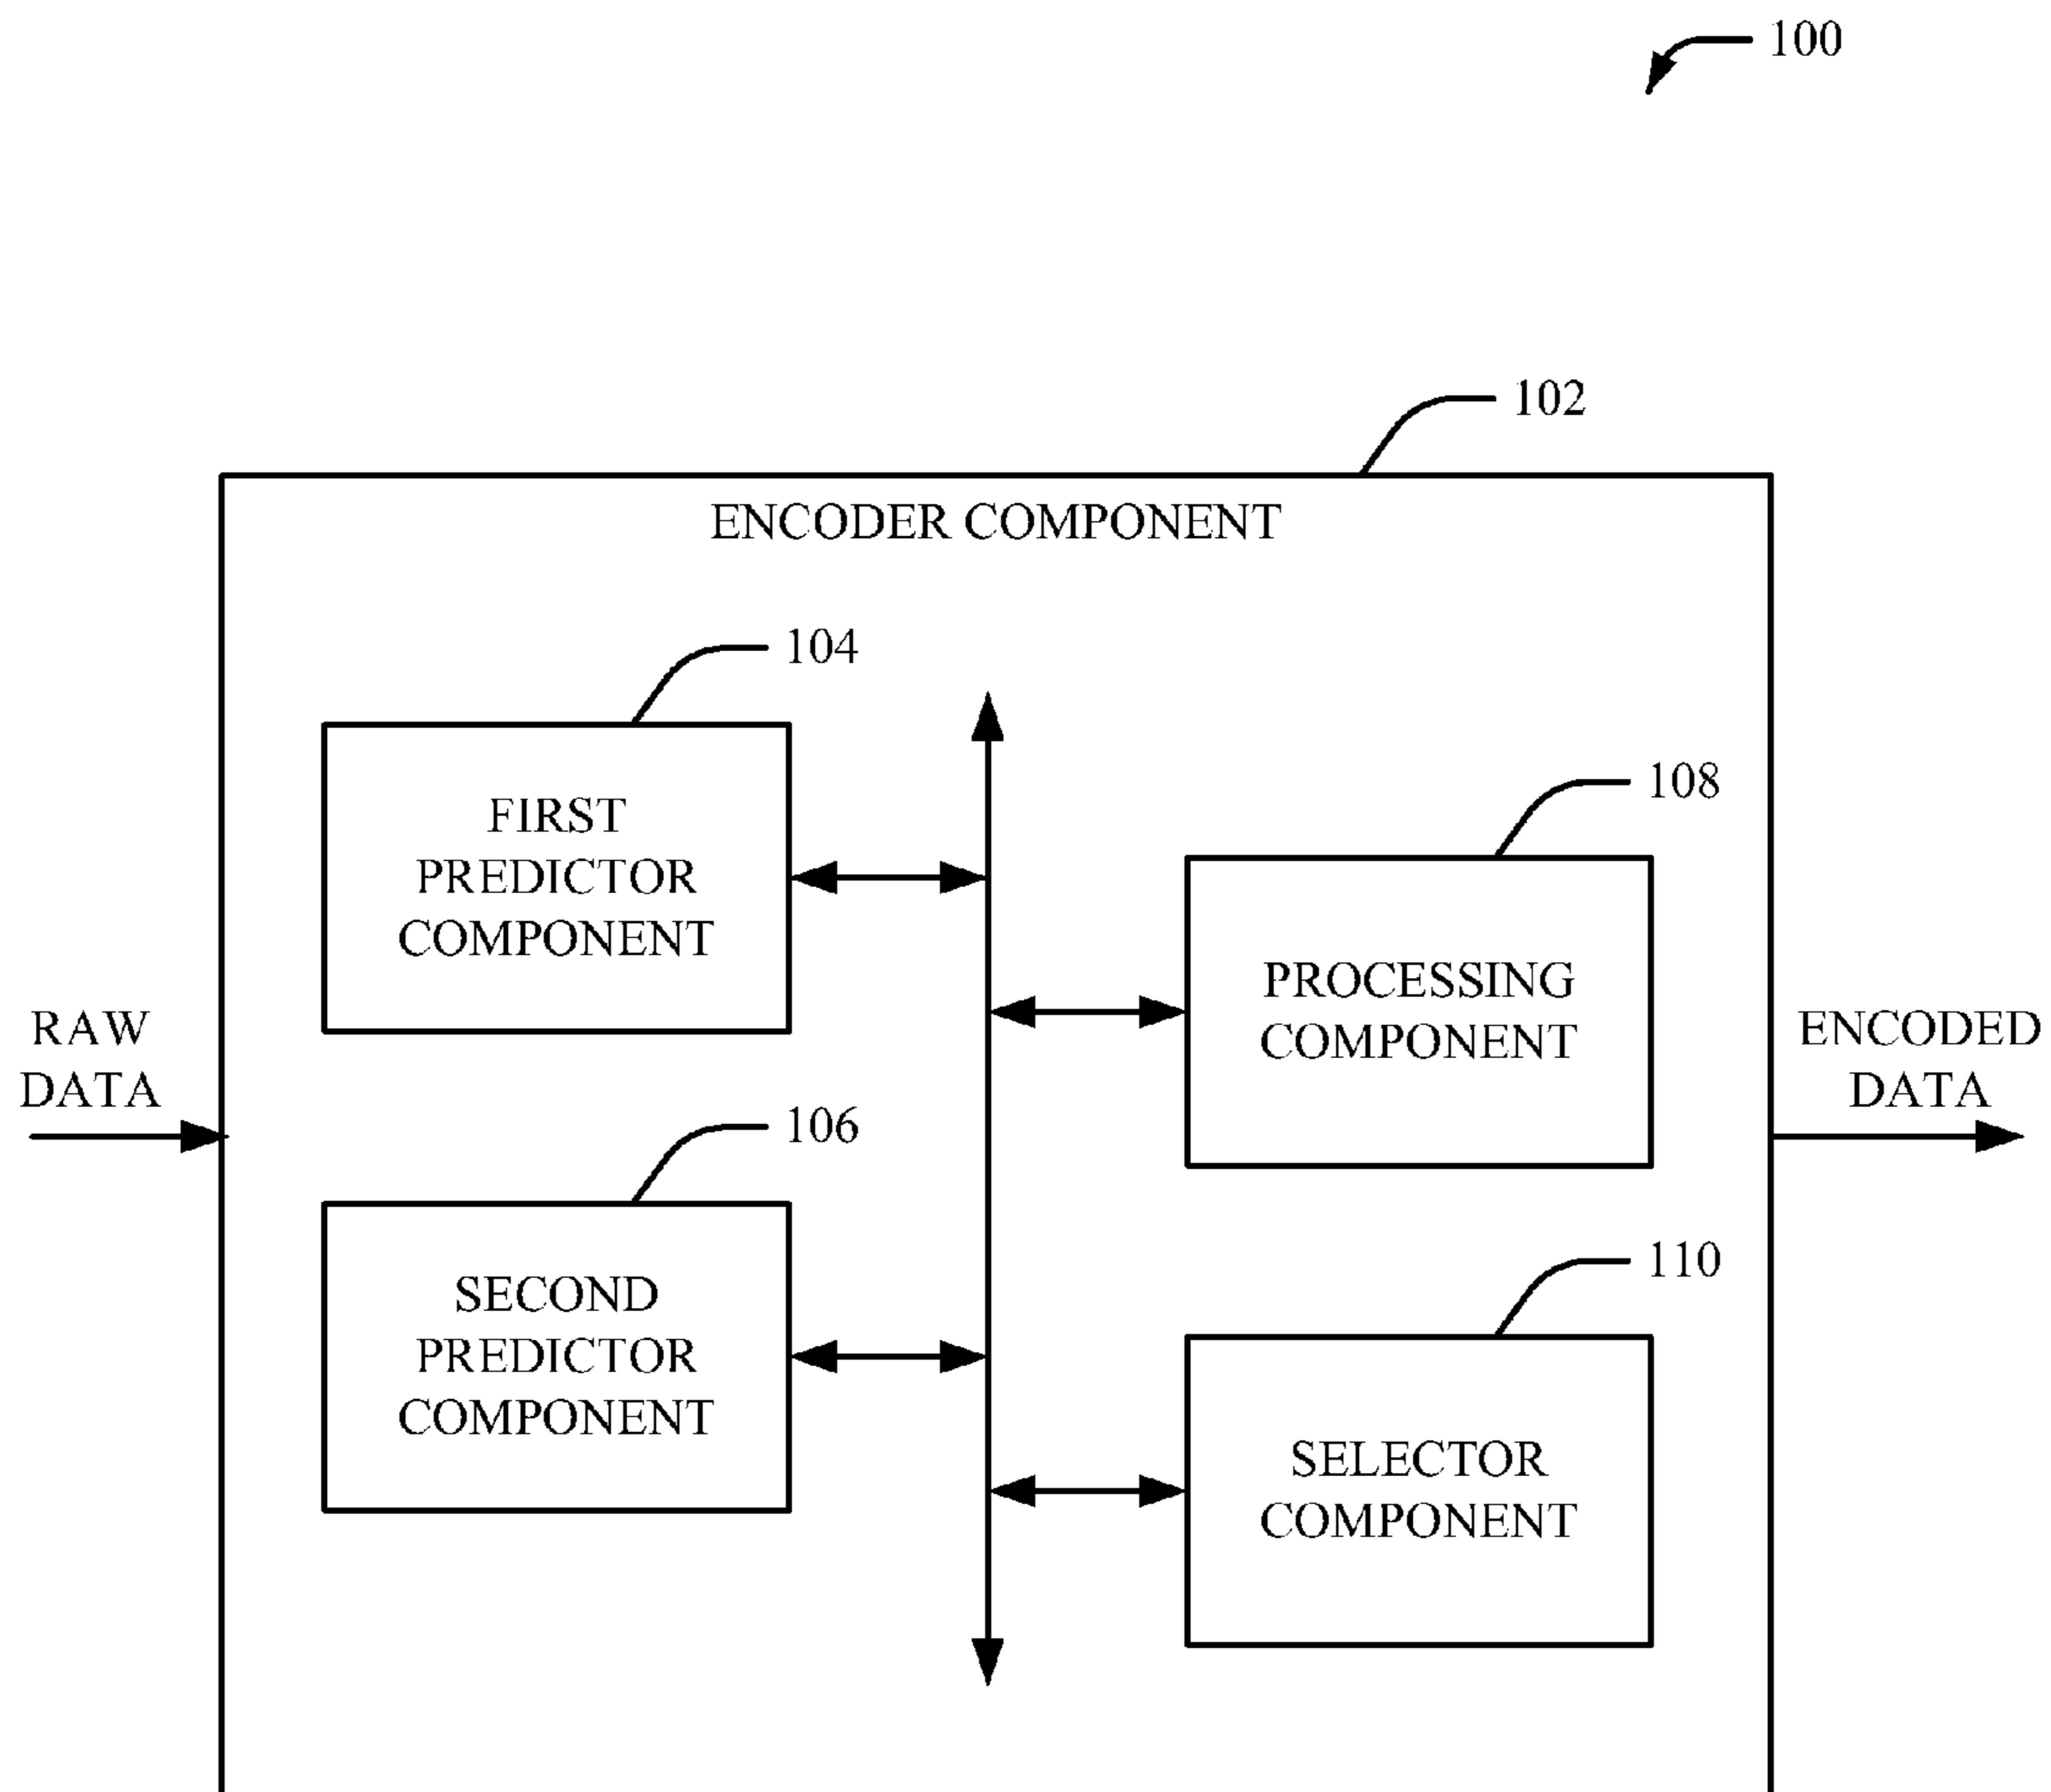 100
102
ENCODER COMPONENT
104
FIRST
PREDICTOR
COMPONENT
108
PROCESSING
COMPONENT
RAW
DATA
ENCODED
DATA
106
SECOND
PREDICTOR
COMPONENT
110
SELECTOR
COMPONENT